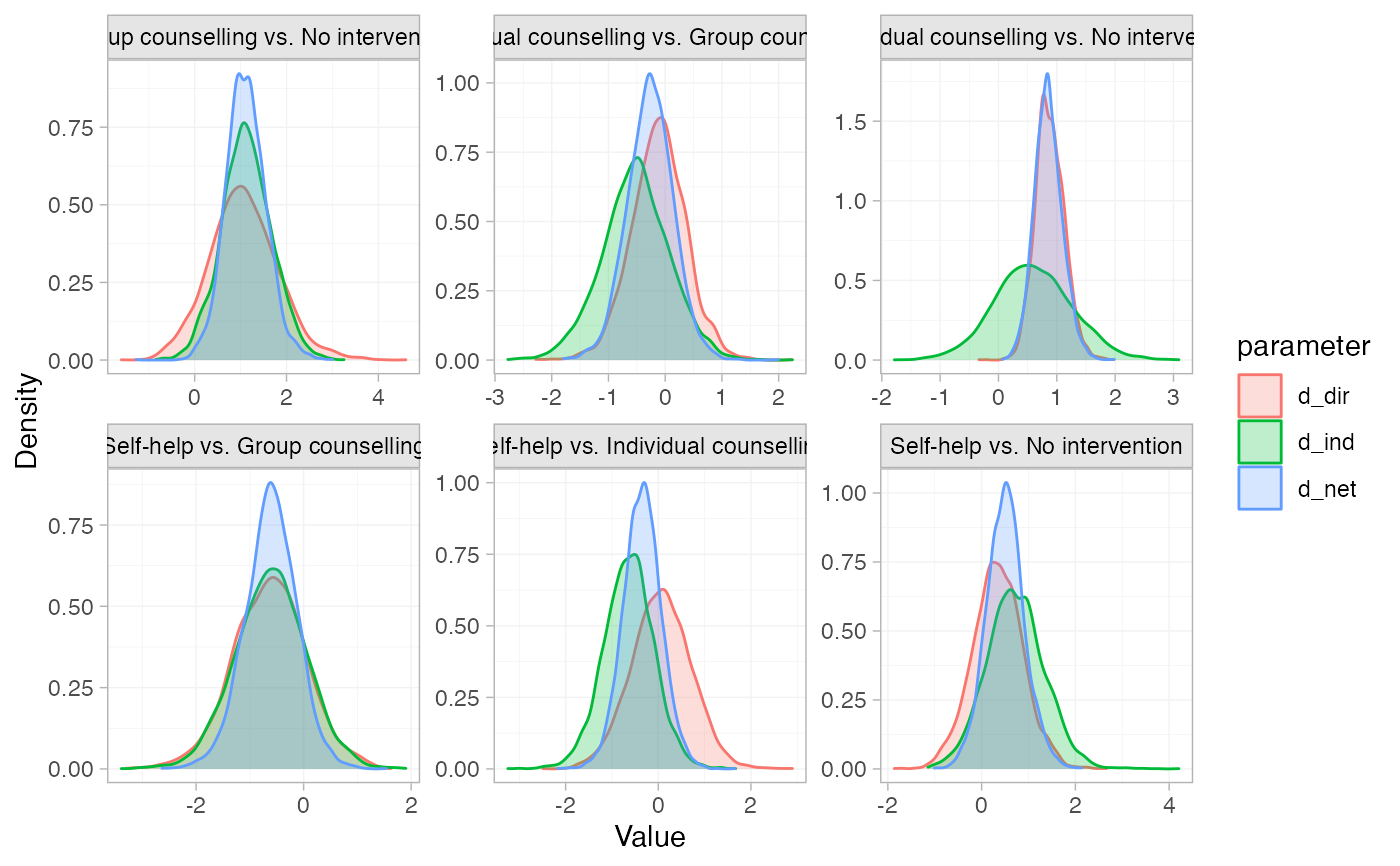 up counselling vs. No interven
ual counselling vs. Group coun
dual counselling vs. No interve
0.75
0.50
0.25
0.00
0 2 4
1.00
0.75
0.50
0.25
0.00
-3 -2 -1 0 1 2
1.5
1.0
0.5
0.0
-2 -1 0 1 2 3
Self-help vs. Group counselling
elf-help vs. Individual counsellin
Self-help vs. No intervention
0.75
0.50
0.25
0.00
-2 0 2
1.00
0.75
0.50
0.25
0.00
-2 0 2
1.00
0.75
0.50
0.25
0.00
-2 0 2 4
Density
Value
parameter
d_dir
d_ind
d_net